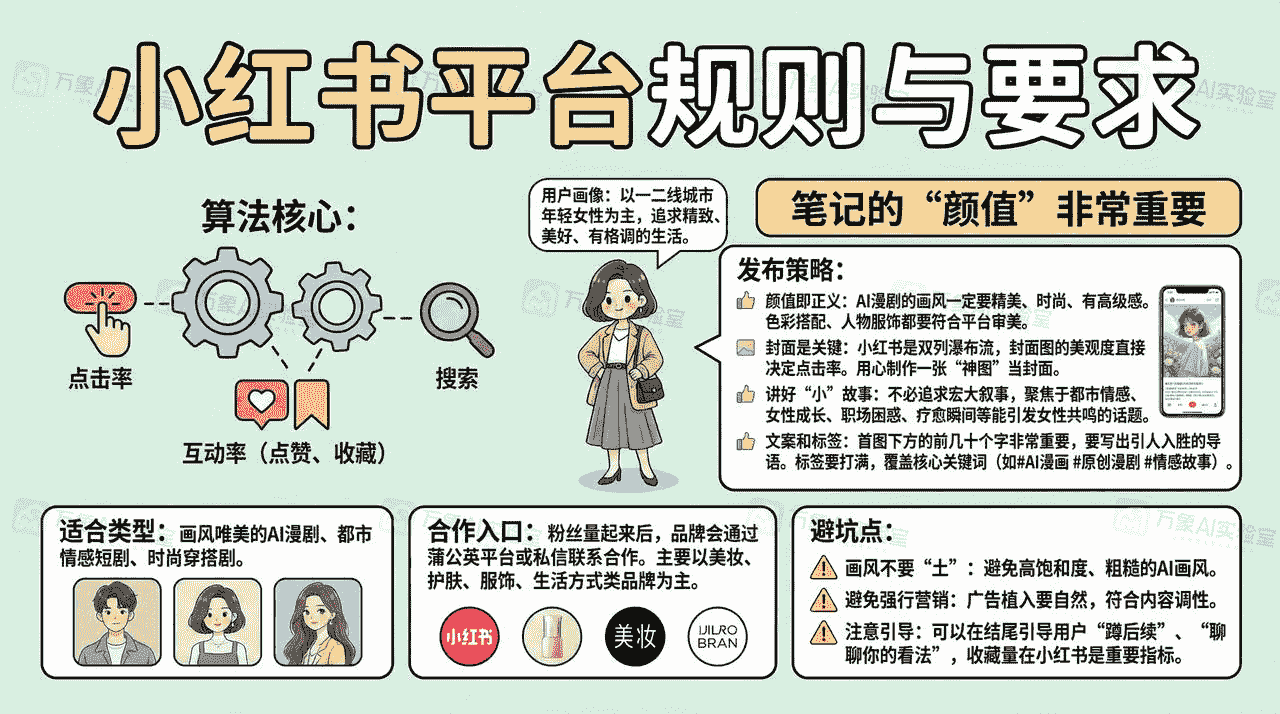 小红书平台规则与要求
算法核心：
点击率
搜索
互动率（点赞、收藏）
用户画像：以一二线城市
年轻女性为主，追求精致、
美好、有格调的生活。
笔记的“颜值”非常重要
发布策略：
颜值即正义：AI漫剧的画风一定要精美、时尚、有高级感。
色彩搭配、人物服饰都要符合平台审美。
封面是关键：小红书是双列瀑布流，封面图的美观度直接
决定点击率。用心制作一张“神图”当封面。
讲好“小”故事：不必追求宏大叙事，聚焦于都市情感、
女性成长、职场困惑、疗愈瞬间等能引发女性共鸣的话题。
文案和标签：首图下方的前几十个字非常重要，要写出引人入胜的导
语。标签要打满，覆盖核心关键词（如#AI漫画 #原创漫剧 #情感故事）。
适合类型：画风唯美的AI漫剧、都市
情感短剧、时尚穿搭剧。
合作入口：粉丝量起来后，品牌会通过
蒲公英平台或私信联系合作。主要以美妆、
护肤、服饰、生活方式类品牌为主。
小红书
美妆
IJILRO
BRAN
避坑点：
画风不要“土”：避免高饱和度、粗糙的AI画风。
避免强行营销：广告植入要自然，符合内容调性。
注意引导：可以在结尾引导用户“蹲后续”、“聊
聊你的看法”，收藏量在小红书是重要指标。
万象AI实验室